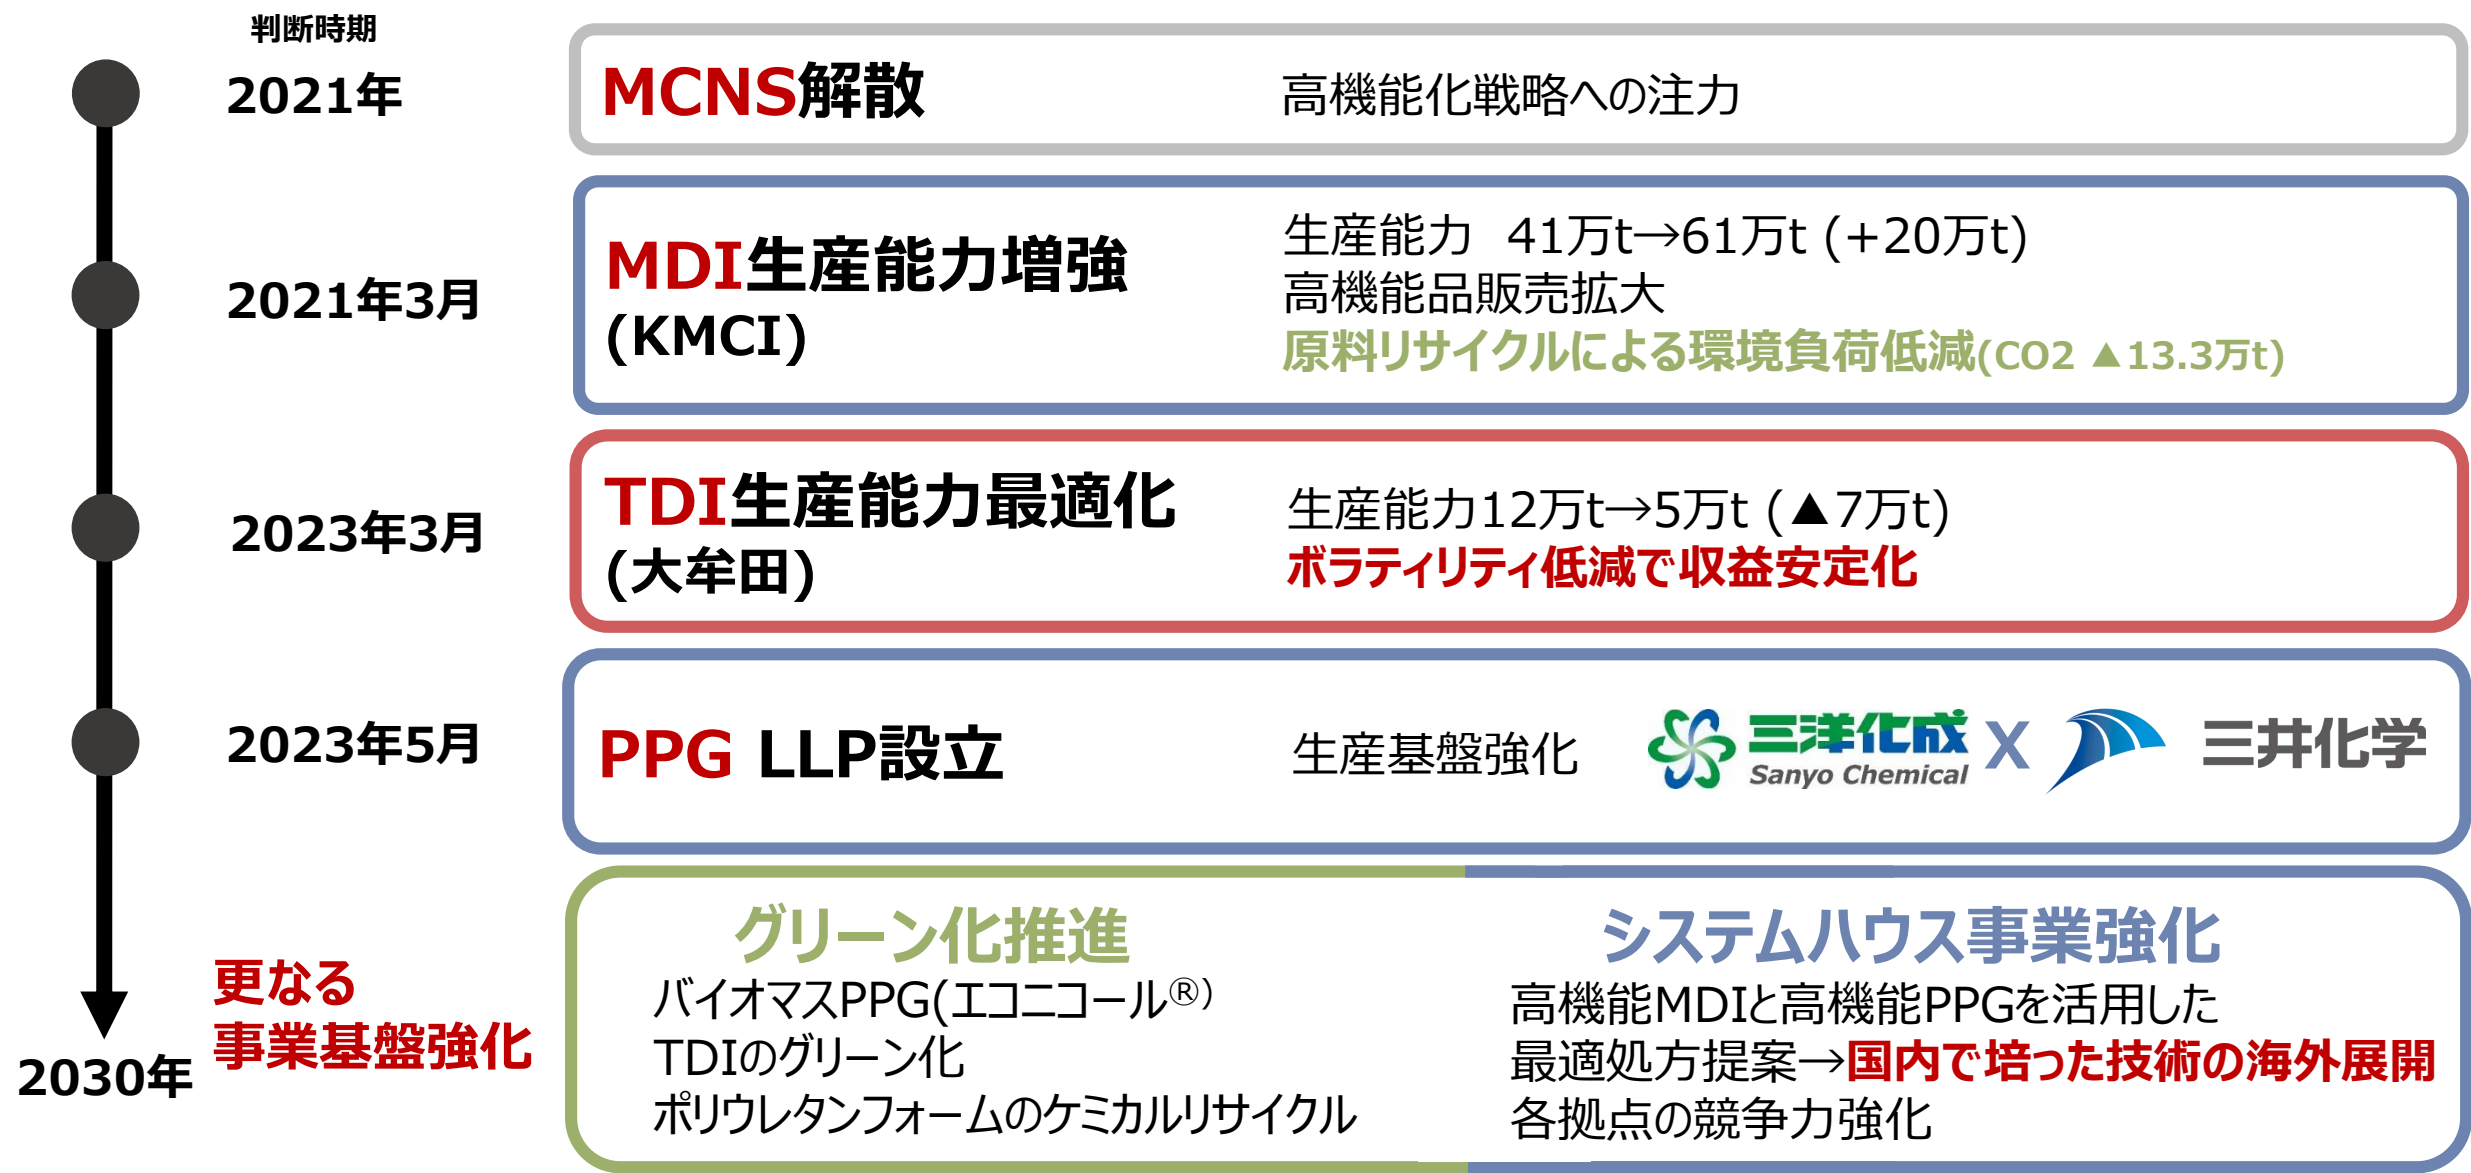 判断時期
2021年
MCNS解散
高機能化戦略への注力
2021年3月
MDI生産能力増強
(KMCI)
生産能力 41万t→61万t (+20万t)
高機能品販売拡大
原料リサイクルによる環境負荷低減(CO2 ▲13.3万t)
2023年3月
TDI生産能力最適化
(大牟田)
生産能力12万t→5万t (▲7万t)
ボラティリティ低減で収益安定化
2023年5月
PPG LLP設立
生産基盤強化
三洋化成
Sanyo Chemical
X
三井化学
更なる
事業基盤強化
2030年
グリーン化推進
バイオマスPPG(エコニコール®）
TDIのグリーン化
ポリウレタンフォームのケミカルリサイクル
システムハウス事業強化
高機能MDIと高機能PPGを活用した
最適処方提案→国内で培った技術の海外展開
各拠点の競争力強化